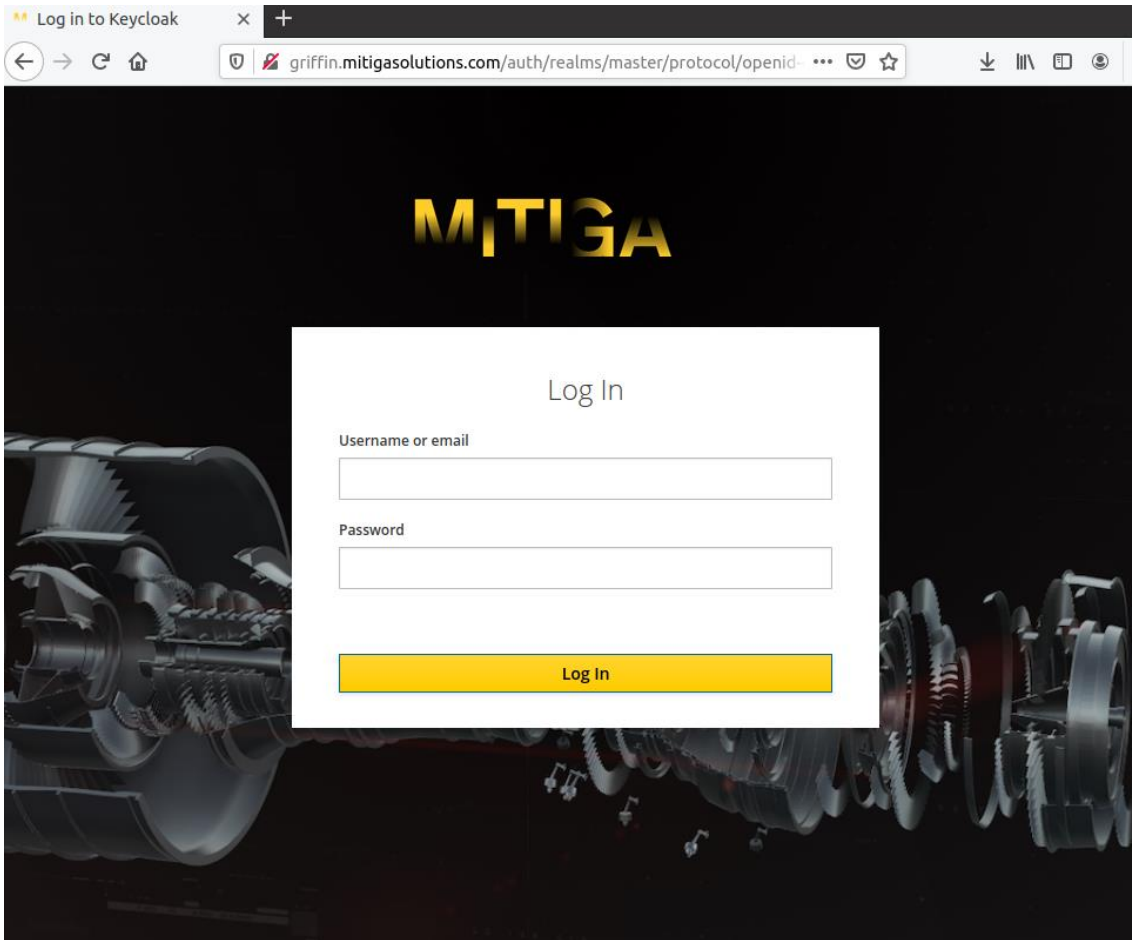 Log in to Keycloak
griffin.mitigasolutions.com/auth/realms/master/protocol/openid-
MITIGA
Log In
Username or email
Password
Log In